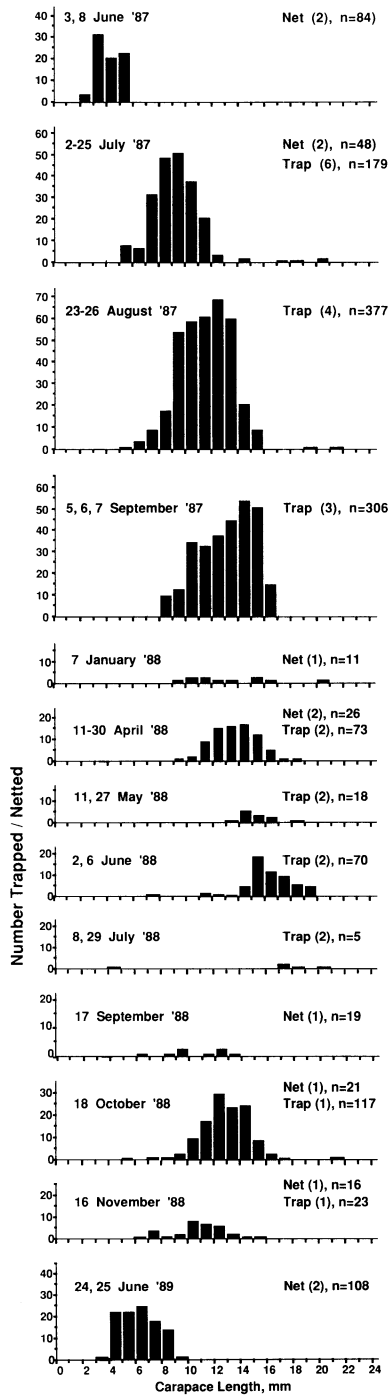 3, 8 June '87 Net (2), n=84)
40
30
20
10
0
2-25 July '87 Net (2), n=48)
Trap (6), n=179
60
50
40
30
20
10
0
23-26 August '87 Trap (4), n=377
70
60
50
40
30
20
10
0
5, 6, 7 September '87 Trap (3), n=306
60
50
40
30
20
10
0
7 January '88 Net (1), n=11
10
0
Net (2), n=26
11-30 April '88 Trap (2), n=73
20
10
0
11, 27 May '88 Trap (2), n=18
10
0
2, 6 June '88 Trap (2), n=70
20
10
0
8, 29 July '88 Trap (2), n=5
20
10
0
17 September '88 Net (1), n=19
20
10
0
Net (1), n=21
18 October '88 Trap (1), n=117
30
20
10
0
Net (1), n=16
16 November '88 Trap (1), n=23
20
10
0
24, 25 June '89 Net (2), n=108
40
30
20
10
0
0 2 4 6 8 10 12 14 16 18 20 22 24
Carapace Length, mm
Number Trapped / Netted